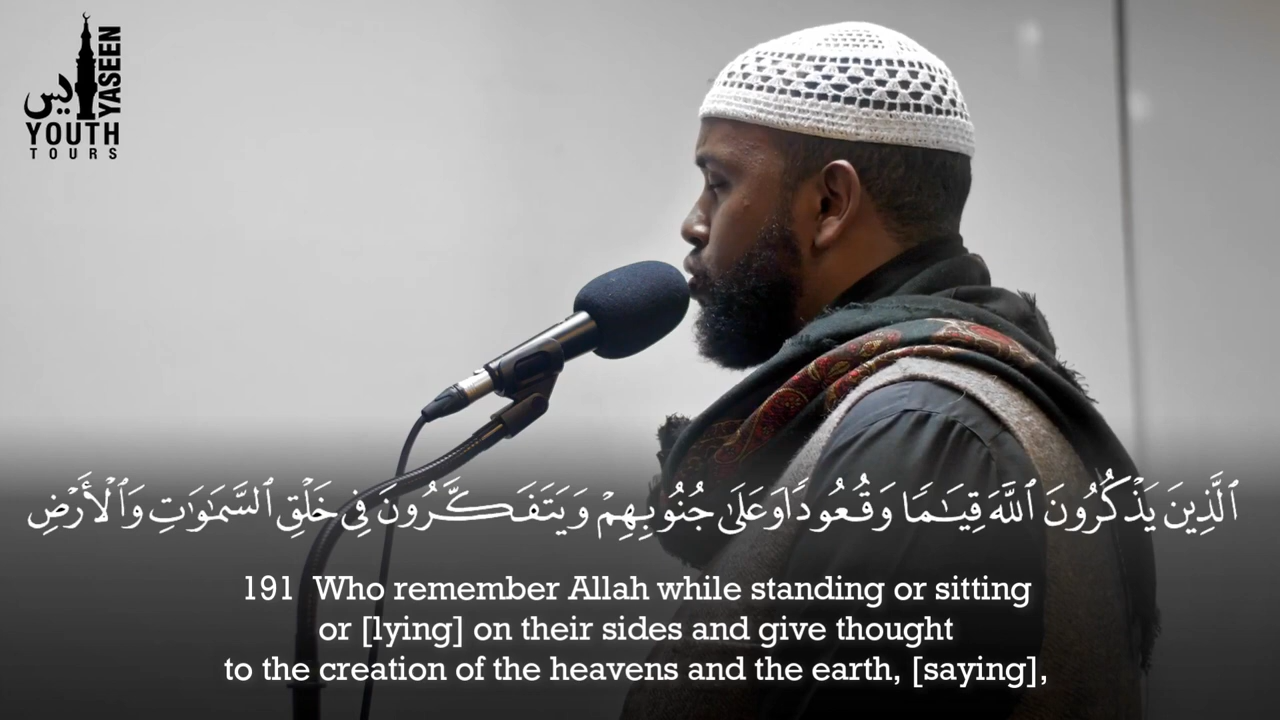 يس
YASEEN
YOUTH
TOURS
ٱلَّذِينَ يَذْكُرُونَ ٱللَّهَ قِيَـٰمًا وَقُعُودًا وَعَلَىٰ جُنُوبِهِمْ وَيَتَفَكَّرُونَ فِى خَلْقِ ٱلسَّمَـٰوَٰتِ وَٱلْأَرْضِ
191 Who remember Allah while standing or sitting
or [lying] on their sides and give thought
to the creation of the heavens and the earth, [saying],